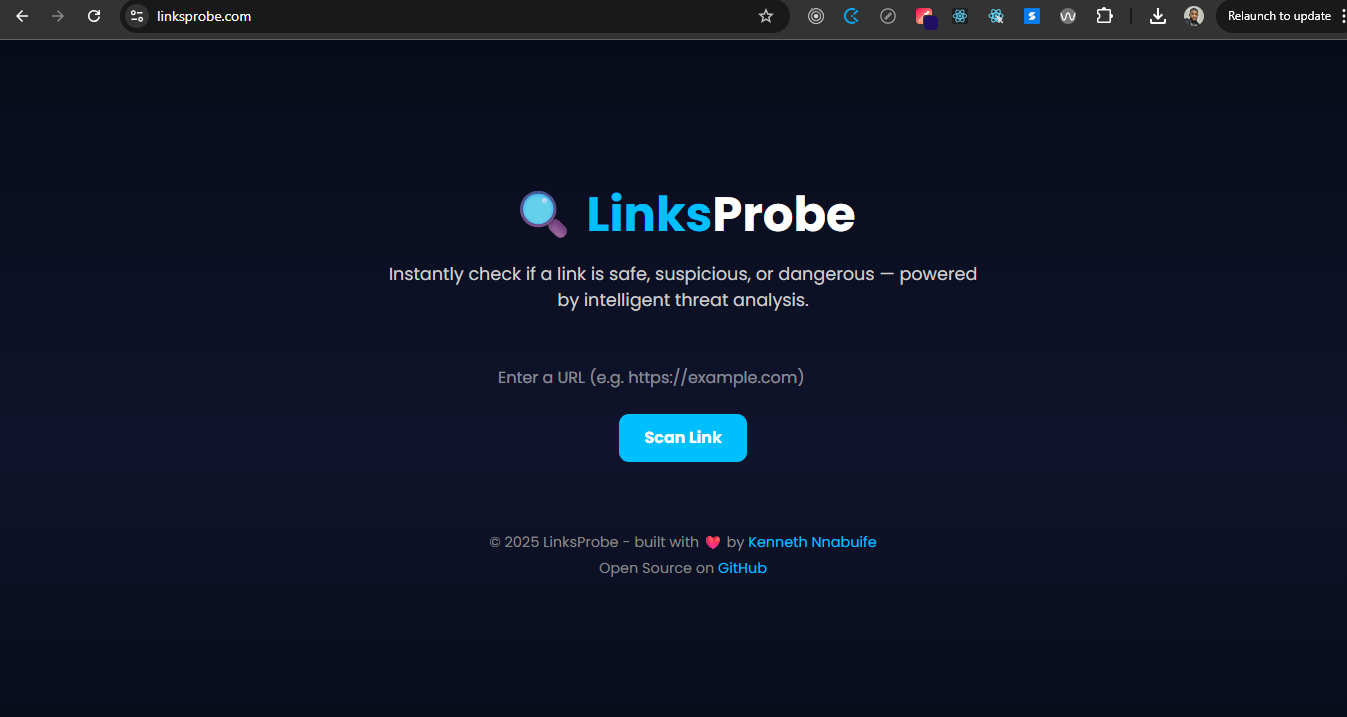 linksprobe.com
Relaunch to update
LinksProbe
Instantly check if a link is safe, suspicious, or dangerous — powered
by intelligent threat analysis.
Enter a URL (e.g. https://example.com)
Scan Link
© 2025 LinksProbe - built with ❤️ by Kenneth Nnabuife
Open Source on GitHub